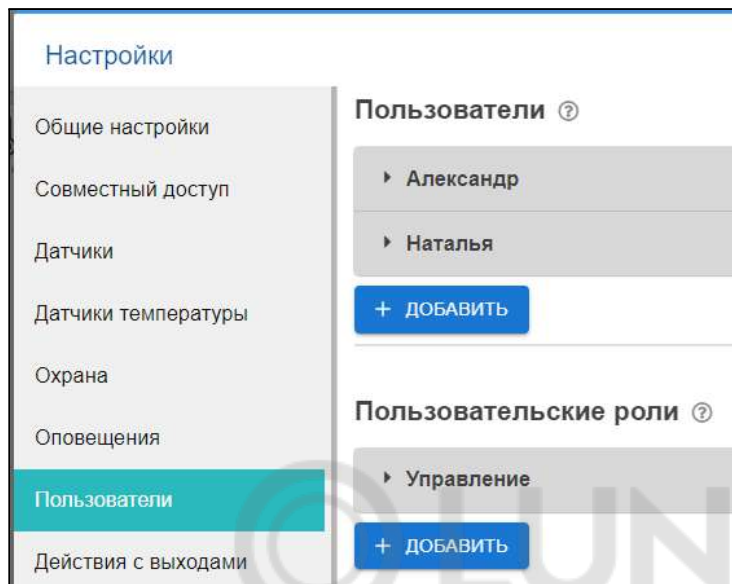 Настройки
Общие настройки
Совместный доступ
Датчики
Датчики температуры
Охрана
Оповещения
Пользователи
Действия с выходами
Пользователи ?
Александр
Наталья
+ ДОБАВИТЬ
Пользовательские роли ?
Управление
+ ДОБАВИТЬ
LUN